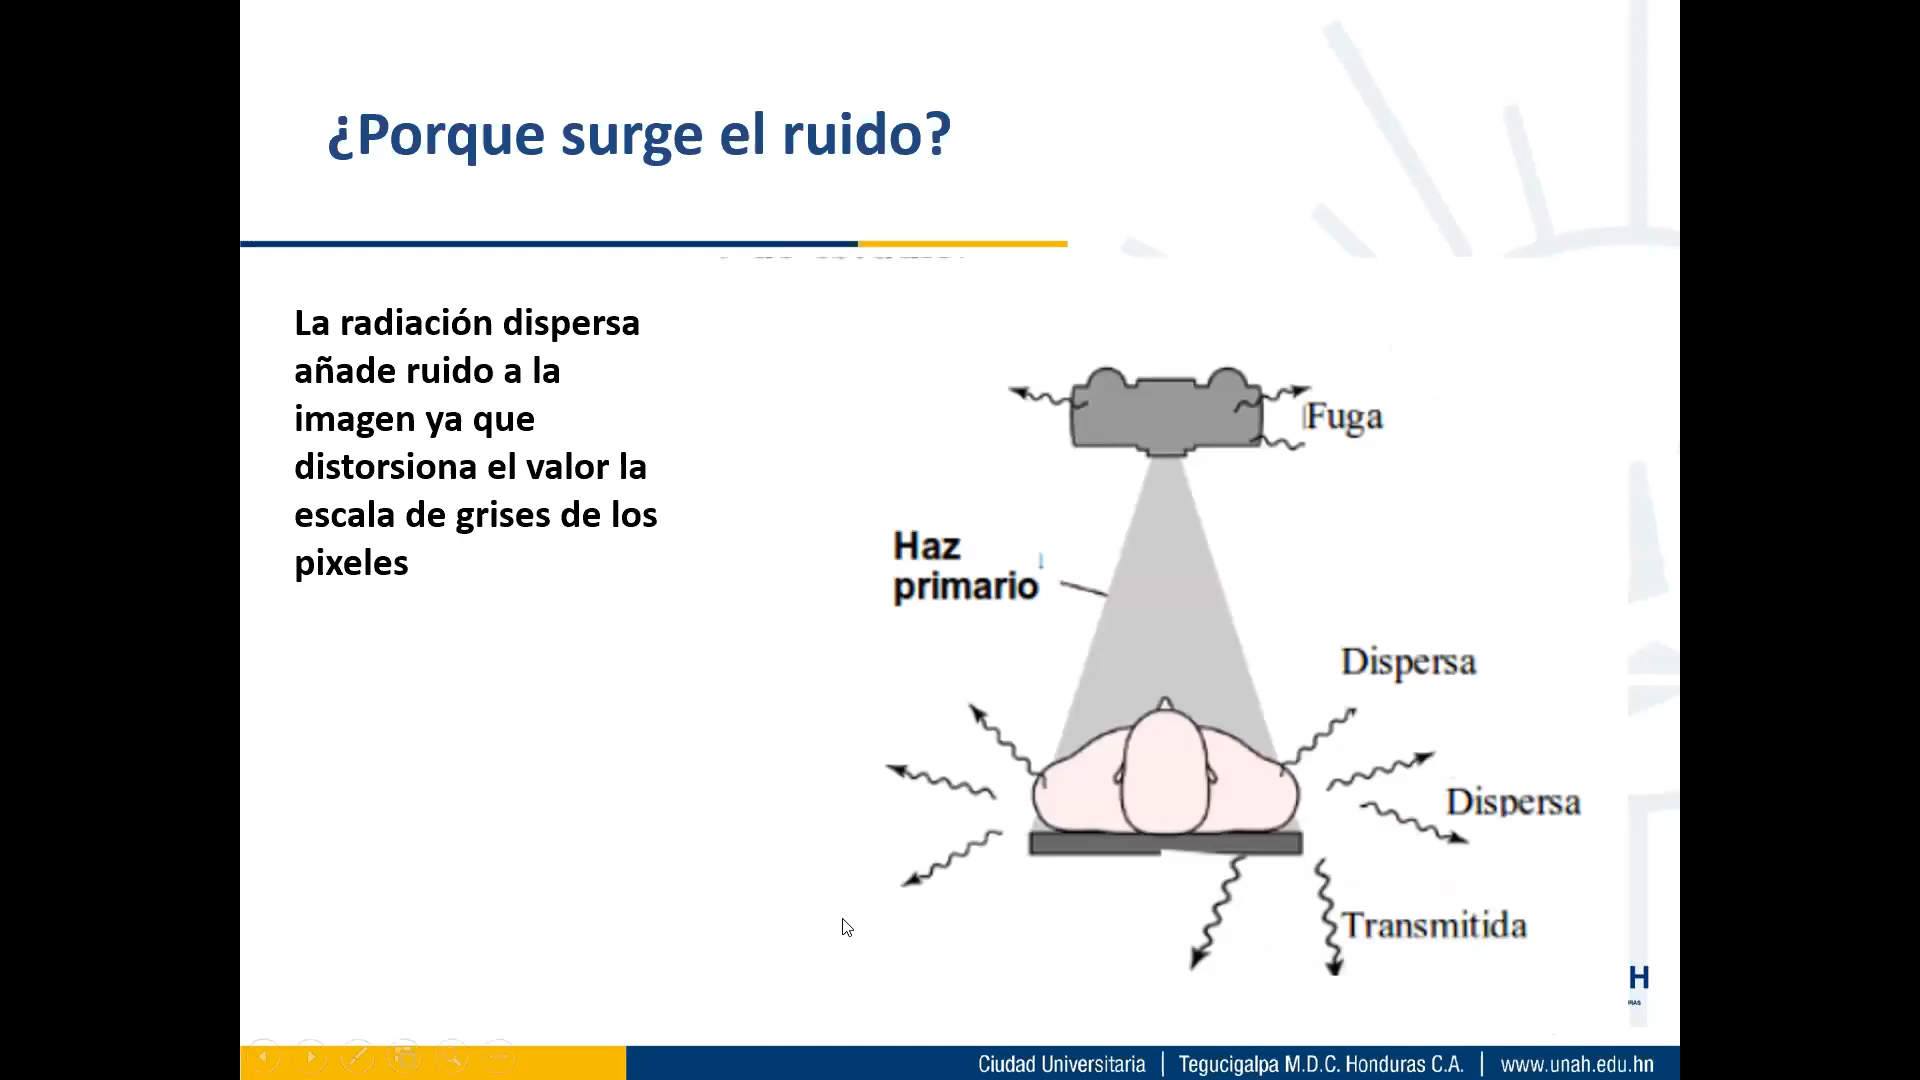 ¿Porque surge el ruido?
La radiación dispersa
añade ruido a la
imagen ya que
distorsiona el valor la
escala de grises de los
pixeles
Fuga
Haz
primario
Dispersa
Dispersa
Transmitida
H
Ciudad Universitaria | Tegucigalpa M.D.C. Honduras C.A. | www.unah.edu.hn